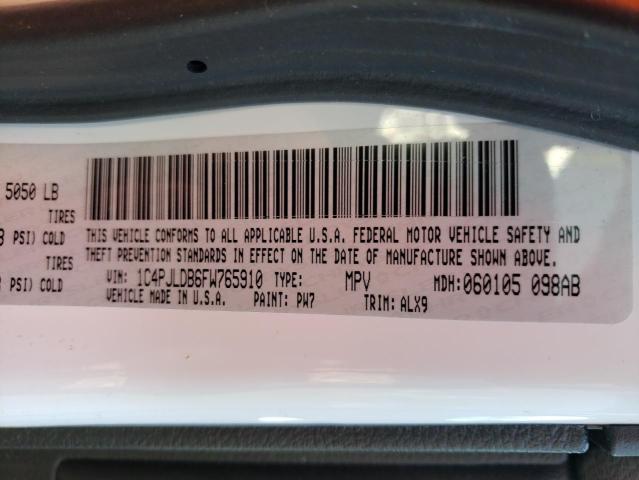 5050 LB
TIRES
PSI) COLD
TIRES
PSI) COLD
THIS VEHICLE CONFORMS TO ALL APPLICABLE U.S.A. FEDERAL MOTOR VEHICLE SAFETY AND
THEFT PREVENTION STANDARDS IN EFFECT ON THE DATE OF MANUFACTURE SHOWN ABOVE.
VIN: 1C4PJLDB6FW765910 TYPE: MPV MDH: 060105 098AB
VEHICLE MADE IN U.S.A. PAINT: PW7 TRIM: ALX9